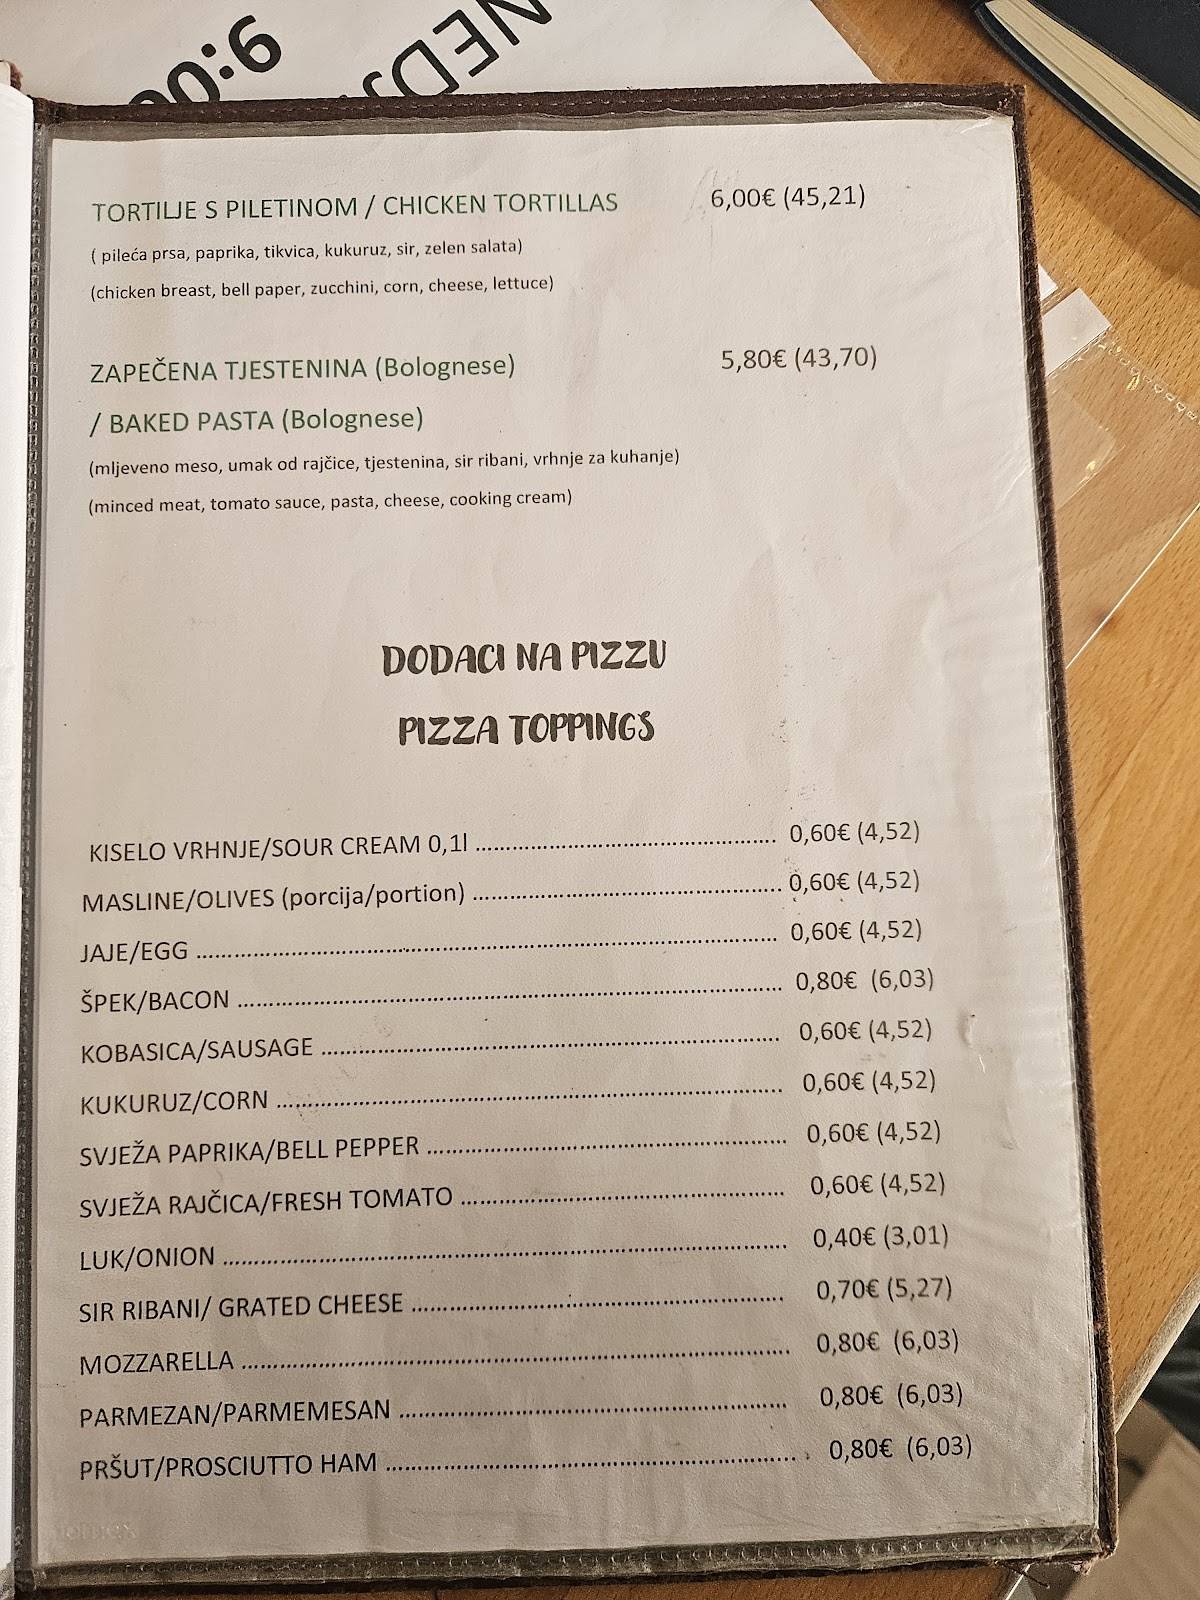 9:00
NEDJ
TORTILJE S PILETINOM / CHICKEN TORTILLAS 6,00€ (45,21)
( pileća prsa, paprika, tikvica, kukuruz, sir, zelen salata)
(chicken breast, bell paper, zucchini, corn, cheese, lettuce)
ZAPEČENA TJESTENINA (Bolognese) 5,80€ (43,70)
/ BAKED PASTA (Bolognese)
(mljeveno meso, umak od rajčice, tjestenina, sir ribani, vrhnje za kuhanje)
(minced meat, tomato sauce, pasta, cheese, cooking cream)
DODACI NA PIZZU
PIZZA TOPPINGS
KISELO VRHNJE/SOUR CREAM 0,1l ........................ 0,60€ (4,52)
MASLINE/OLIVES (porcija/portion) ........................ 0,60€ (4,52)
JAJE/EGG ........................ 0,60€ (4,52)
ŠPEK/BACON ........................ 0,80€ (6,03)
KOBASICA/SAUSAGE ........................ 0,60€ (4,52)
KUKURUZ/CORN ........................ 0,60€ (4,52)
SVJEŽA PAPRIKA/BELL PEPPER ........................ 0,60€ (4,52)
SVJEŽA RAJČICA/FRESH TOMATO ........................ 0,60€ (4,52)
LUK/ONION ........................ 0,40€ (3,01)
SIR RIBANI/ GRATED CHEESE ........................ 0,70€ (5,27)
MOZZARELLA ........................ 0,80€ (6,03)
PARMEZAN/PARMEMESAN ........................ 0,80€ (6,03)
PRŠUT/PROSCIUTTO HAM ........................ 0,80€ (6,03)